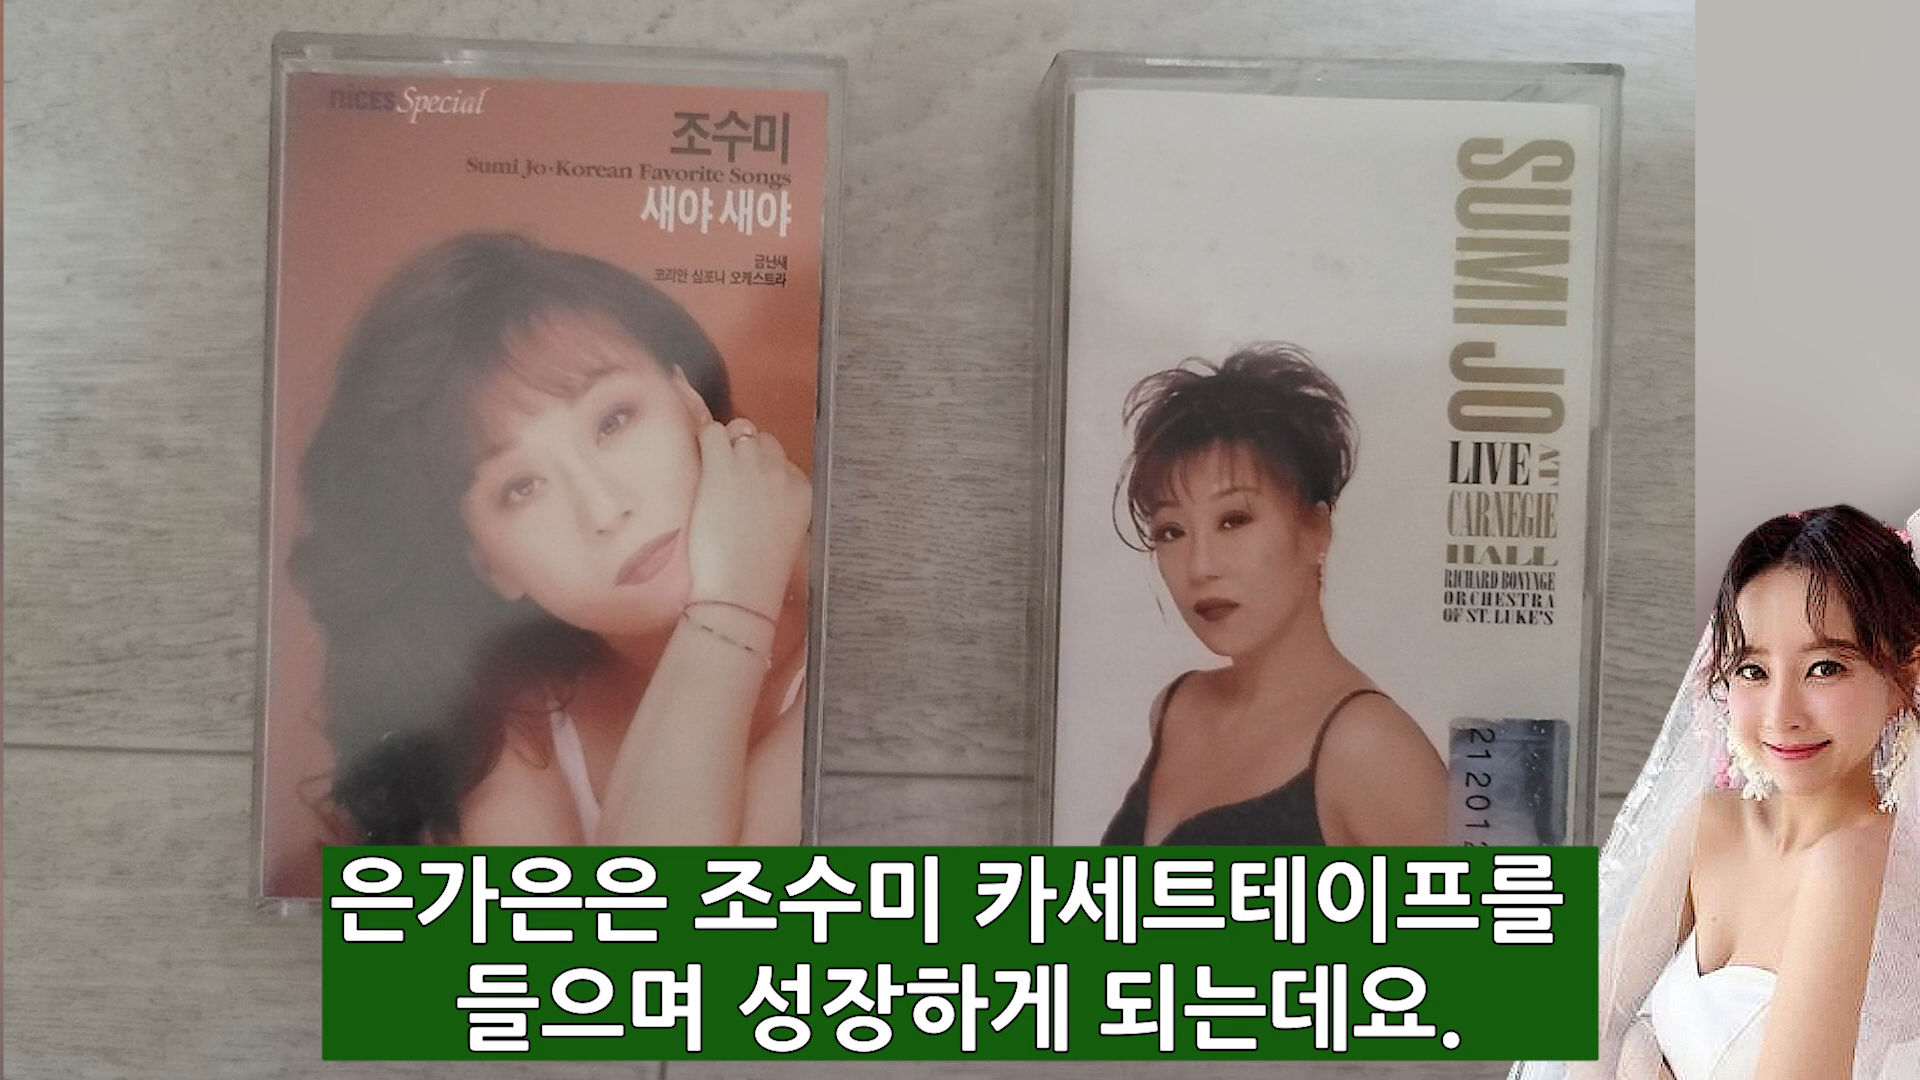 nices Special
조수미
Sumi Jo·Korean Favorite Songs
새야 새야
금난새
코리안 심포니 오케스트라
SUMI JO
LIVE AT
CARNEGIE
HALL
RICHARD BONYNGE
ORCHESTRA
OF ST. LUKE'S
21201
은가은은 조수미 카세트테이프를
들으며 성장하게 되는데요.